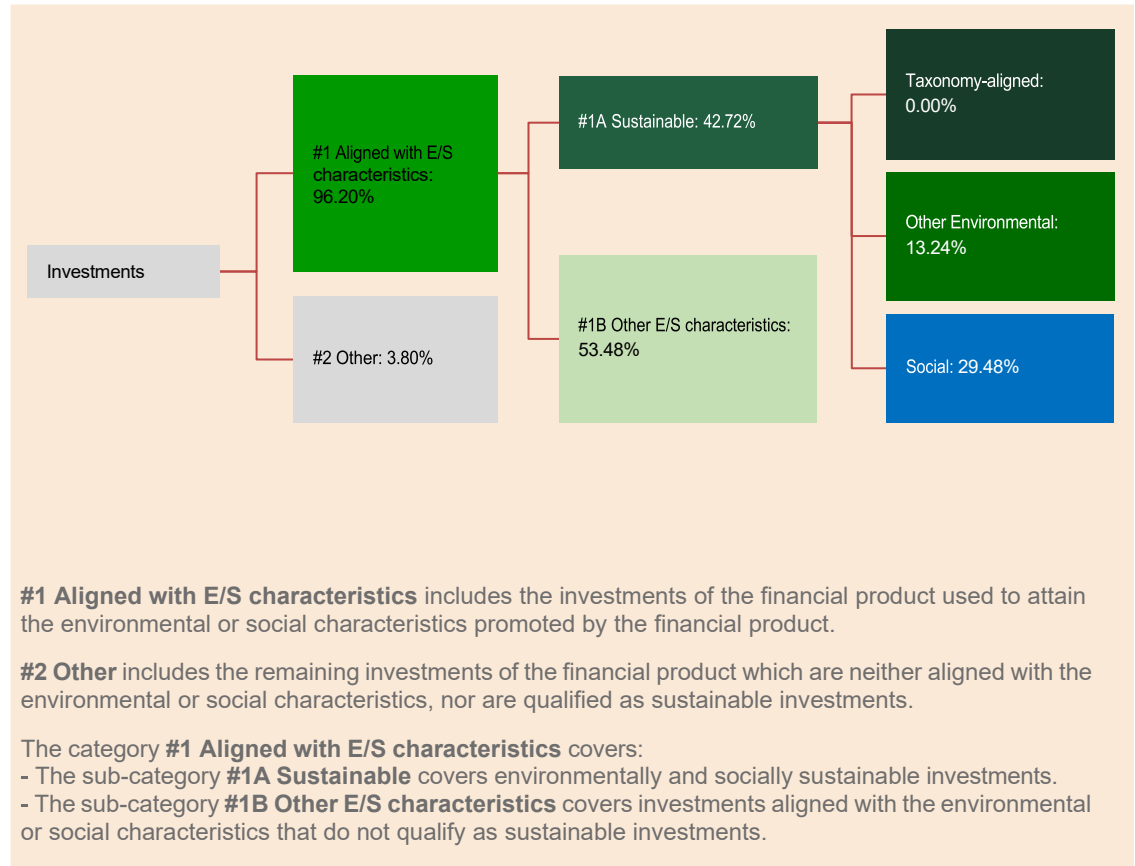 Investments
#1 Aligned with E/S
characteristics:
96.20%
#2 Other: 3.80%
#1A Sustainable: 42.72%
#1B Other E/S characteristics:
53.48%
Taxonomy-aligned:
0.00%
Other Environmental:
13.24%
Social: 29.48%
#1 Aligned with E/S characteristics includes the investments of the financial product used to attain
the environmental or social characteristics promoted by the financial product.
#2 Other includes the remaining investments of the financial product which are neither aligned with the
environmental or social characteristics, nor are qualified as sustainable investments.
The category #1 Aligned with E/S characteristics covers:
- The sub-category #1A Sustainable covers environmentally and socially sustainable investments.
- The sub-category #1B Other E/S characteristics covers investments aligned with the environmental
or social characteristics that do not qualify as sustainable investments.